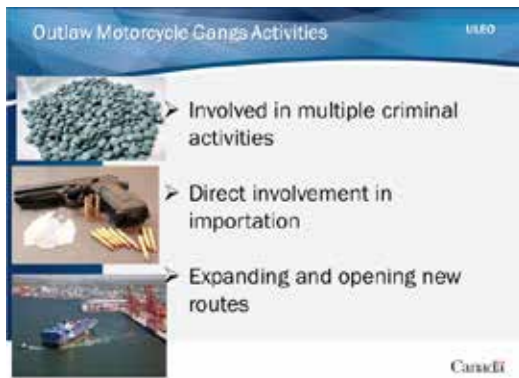 Outlaw Motorcycle Gangs Activities
ULEO
➢ Involved in multiple criminal
activities
➢ Direct involvement in
importation
➢ Expanding and opening new
routes
Canada